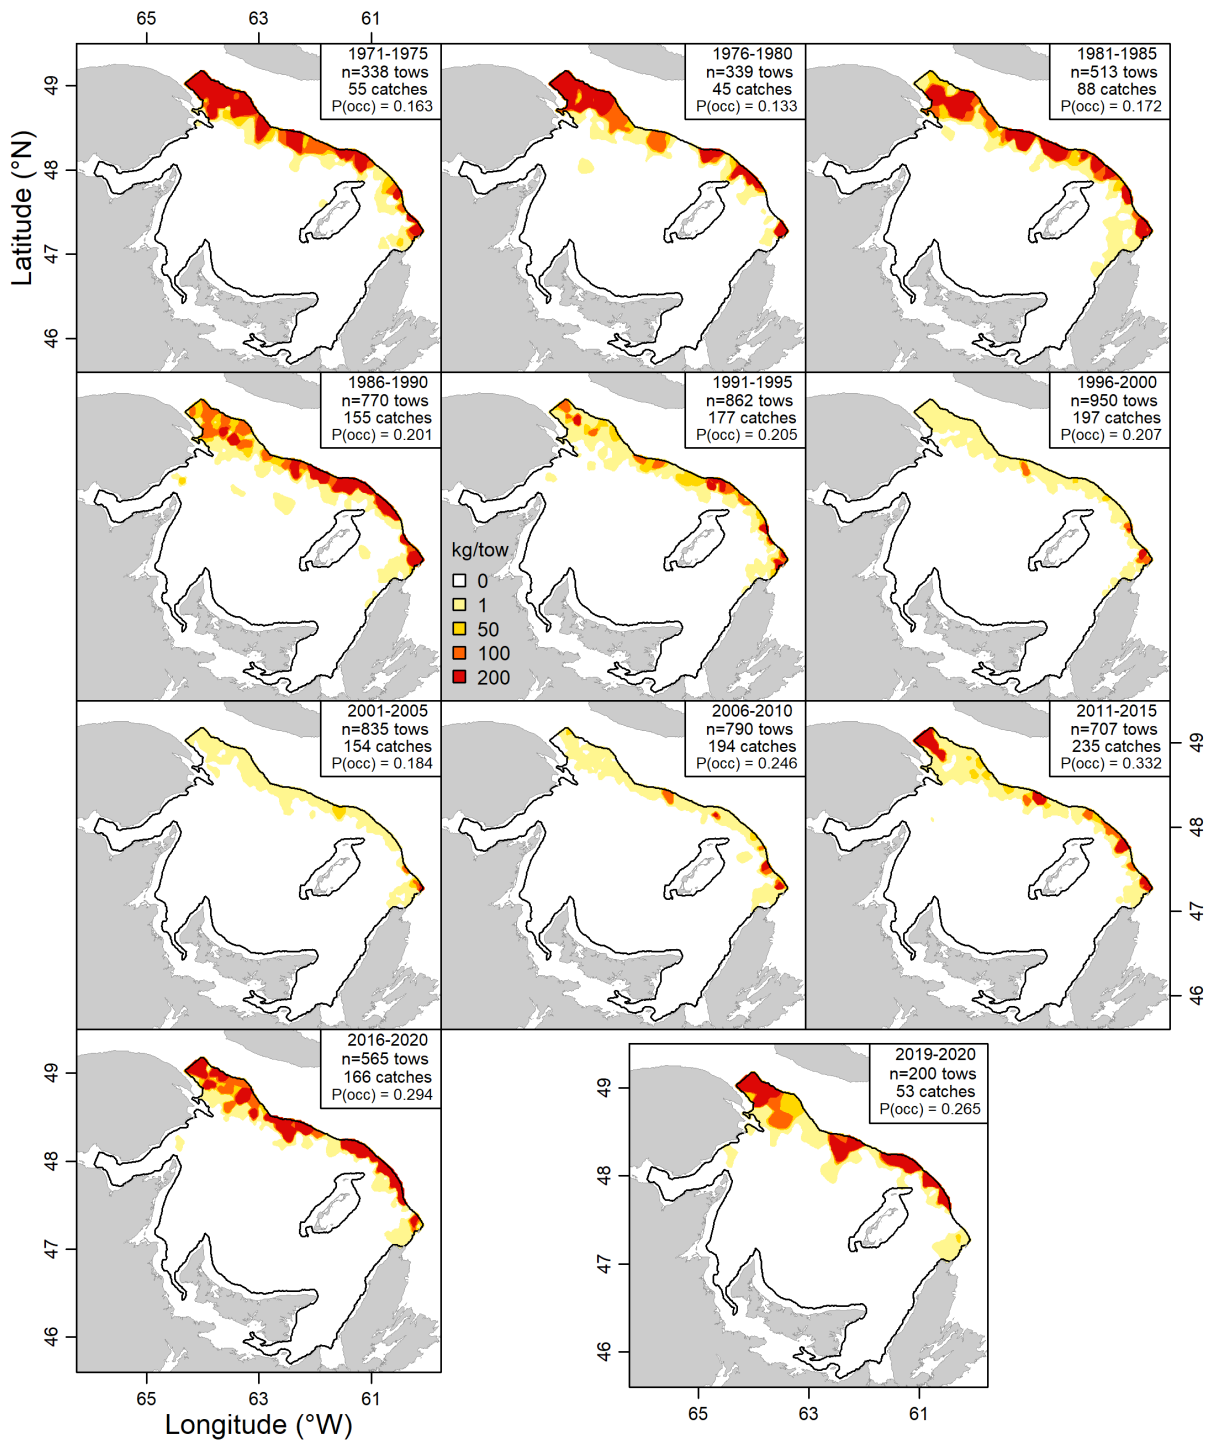 65 63 61
1971-1975
n=338 tows
55 catches
P(occ) = 0.163
1976-1980
n=339 tows
45 catches
P(occ) = 0.133
1981-1985
n=513 tows
88 catches
P(occ) = 0.172
49
48
47
46
Latitude (°N)
1986-1990
n=770 tows
155 catches
P(occ) = 0.201
1991-1995
n=862 tows
177 catches
P(occ) = 0.205
1996-2000
n=950 tows
197 catches
P(occ) = 0.207
kg/tow
0
1
50
100
200
2001-2005
n=835 tows
154 catches
P(occ) = 0.184
2006-2010
n=790 tows
194 catches
P(occ) = 0.246
2011-2015
n=707 tows
235 catches
P(occ) = 0.332
49
48
47
46
2016-2020
n=565 tows
166 catches
P(occ) = 0.294
49
48
47
46
65 63 61
Longitude (°W)
2019-2020
n=200 tows
53 catches
P(occ) = 0.265
49
48
47
46
65 63 61